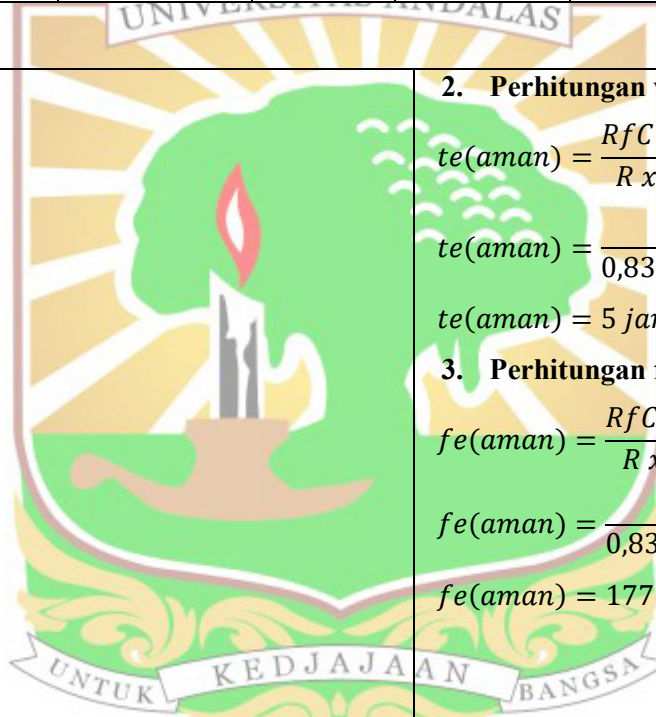 UNIVERSITAS ANDALAS
2. Perhitungan
te(aman) = RfC
R x
te(aman) =
0,83
te(aman) = 5
3. Perhitungan
fe(aman) = RfC
R x
fe(aman) =
0,83
fe(aman) = 177
UNTUK KEDJAJAAN BANGSA